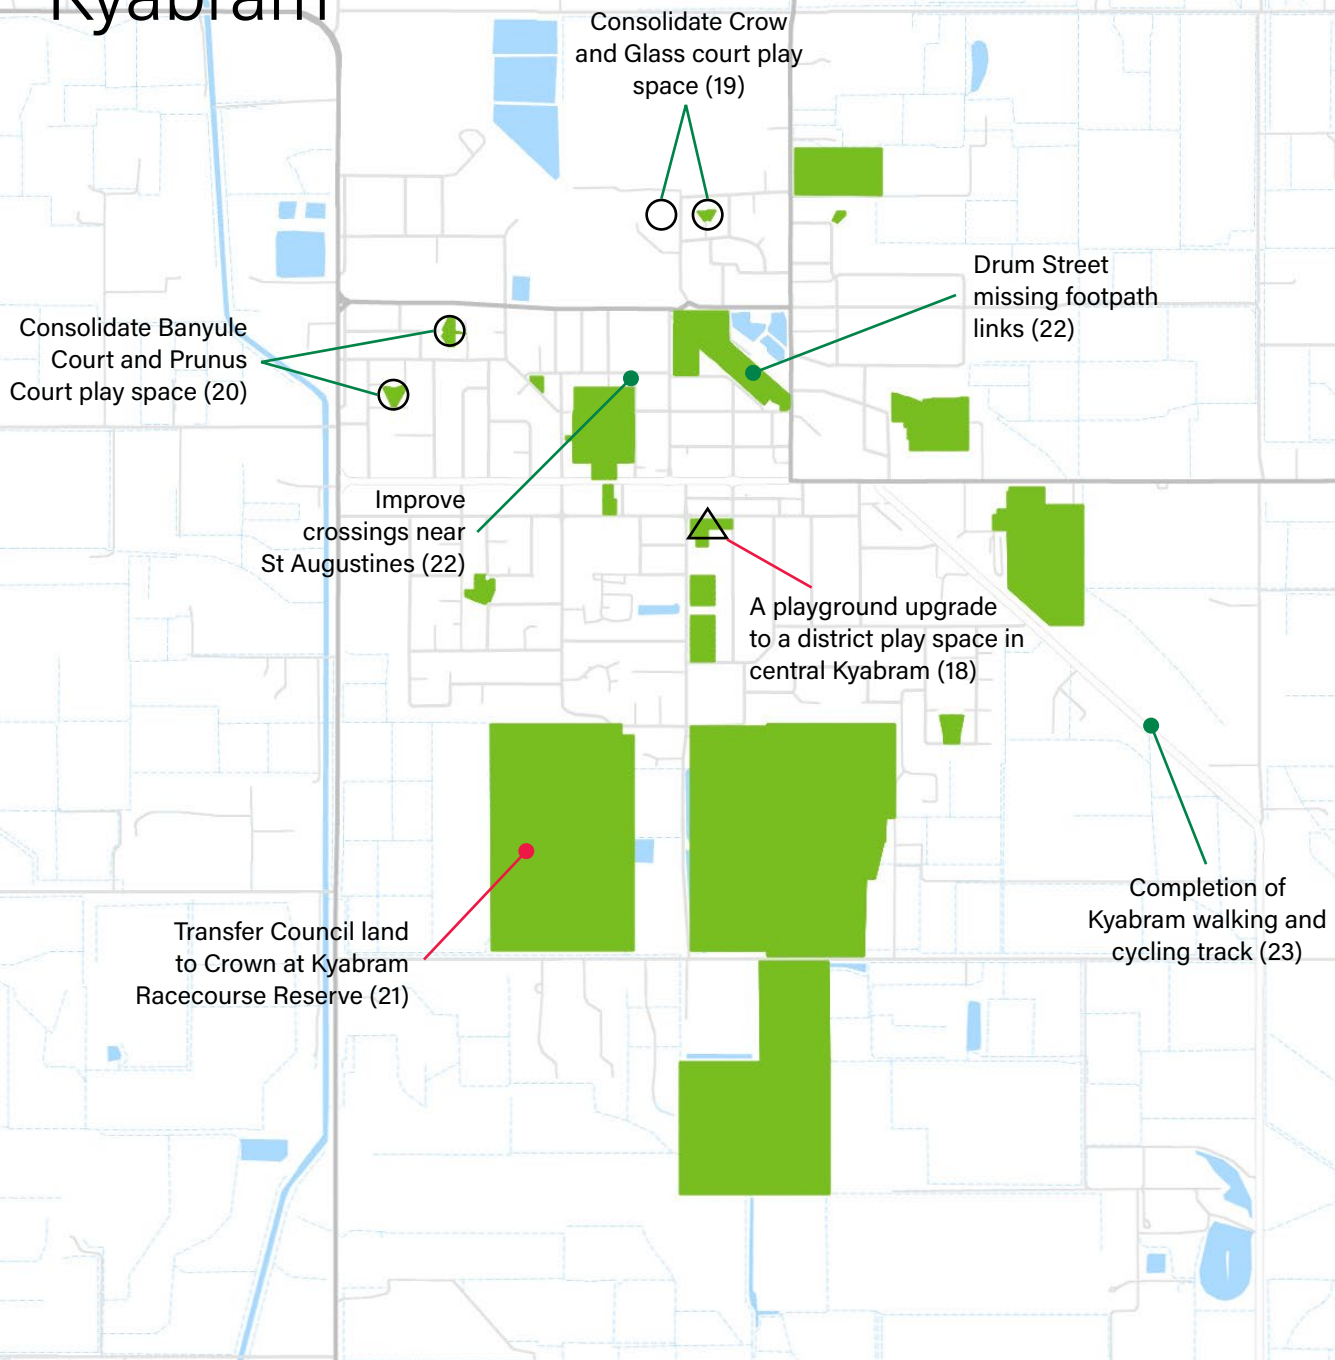 Kyabram
Consolidate Crow
and Glass court play
space (19)
Drum Street
missing footpath
links (22)
Consolidate Banyule
Court and Prunus
Court play space (20)
Improve
crossings near
St Augustines (22)
A playground upgrade
to a district play space in
central Kyabram (18)
Transfer Council land
to Crown at Kyabram
Racecourse Reserve (21)
Completion of
Kyabram walking and
cycling track (23)